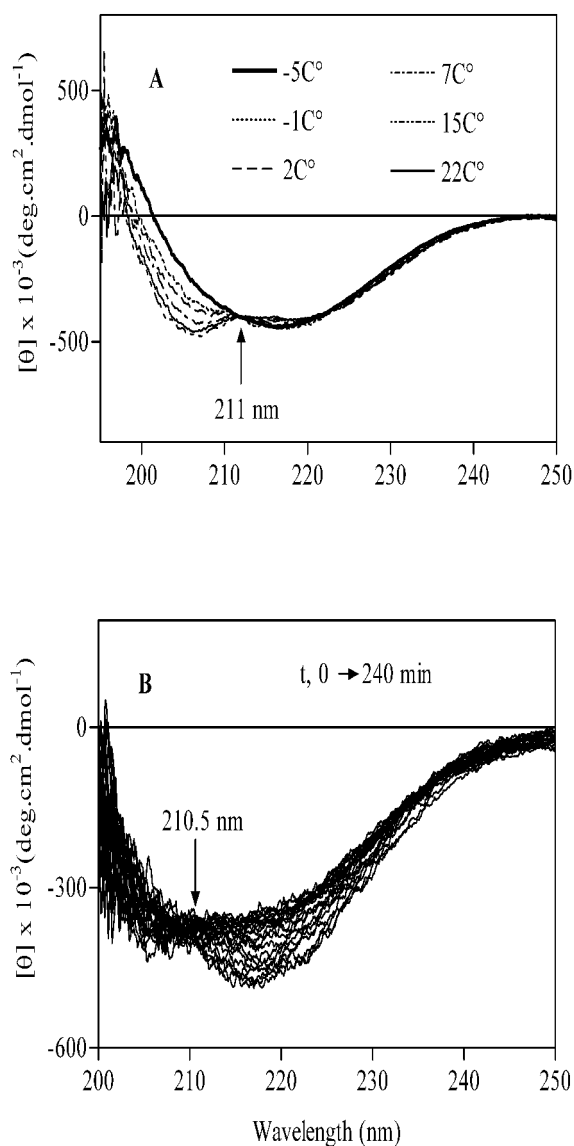 A
-5C°
7C°
-1C°
15C°
2C°
22C°
500
0
-500
[θ] x 10⁻³(deg.cm².dmol⁻¹)
211 nm
200
210
220
230
240
250
B
t, 0 → 240 min
0
-300
-600
[θ] x 10⁻³(deg.cm².dmol⁻¹)
210.5 nm
200
210
220
230
240
250
Wavelength (nm)